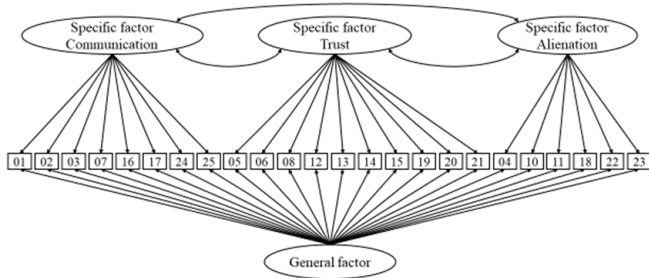 Specific factor
Communication
Specific factor
Trust
Specific factor
Alienation
01 02 03 07 16 17 24 25 05 06 08 12 13 14 15 19 20 21 04 10 11 18 22 23
General factor